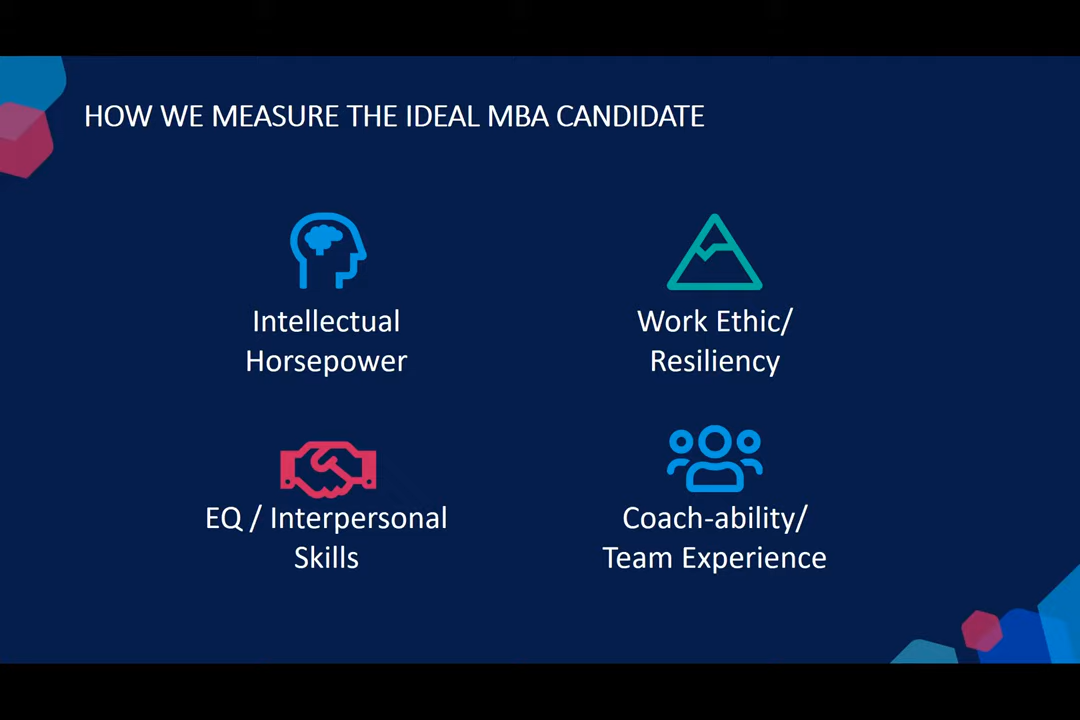 HOW WE MEASURE THE IDEAL MBA CANDIDATE
Intellectual
Horsepower
Work Ethic/
Resiliency
EQ / Interpersonal
Skills
Coach-ability/
Team Experience